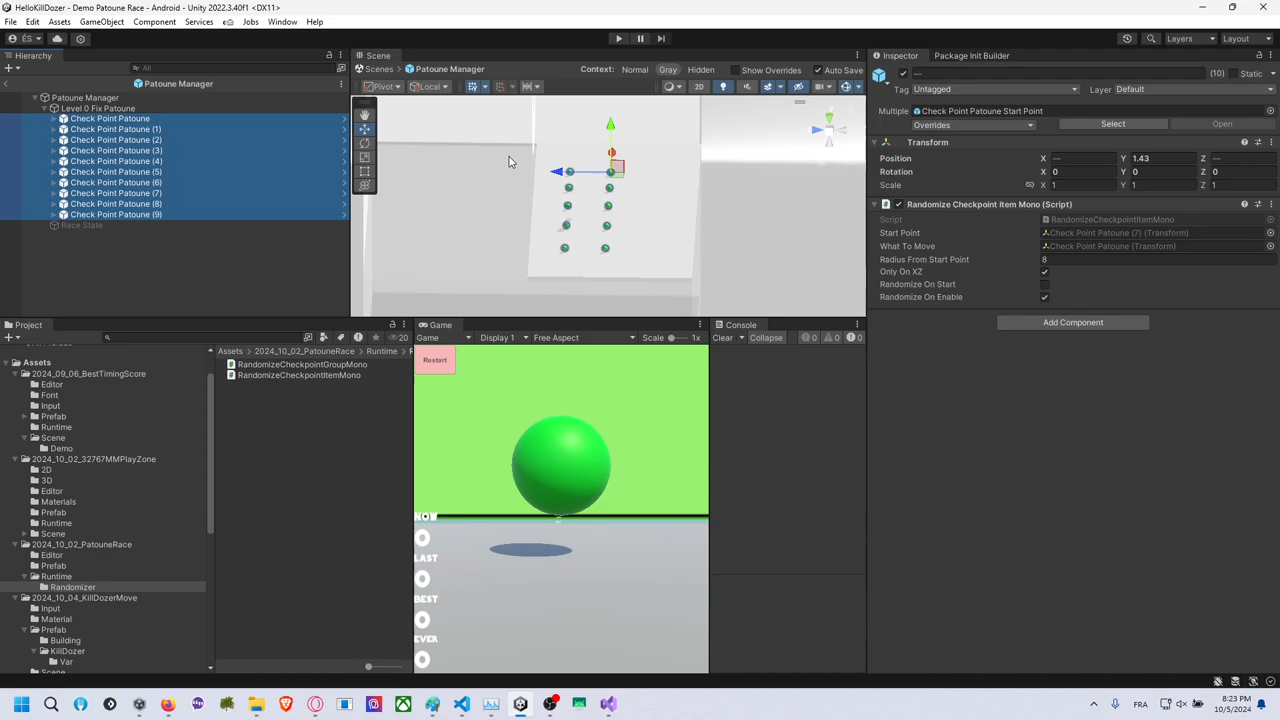 HelloKillDozer - Demo Patoune Race - Android - Unity 2022.3.40f1 <DX11>
File Edit Assets GameObject Component Services Jobs Window Help
ÉS
Layers Layout
Hierarchy
All
Patoune Manager
Patoune Manager
Level 0 Fix Patoune
Check Point Patoune
Check Point Patoune (1)
Check Point Patoune (2)
Check Point Patoune (3)
Check Point Patoune (4)
Check Point Patoune (5)
Check Point Patoune (6)
Check Point Patoune (7)
Check Point Patoune (8)
Check Point Patoune (9)
Race State
Scene
Scenes Patoune Manager
Context: Normal Gray Hidden Show Overrides Auto Save
Pivot Local
2D
Inspector Package Init Builder
— (10) Static
Tag Untagged Layer Default
Multiple Check Point Patoune Start Point
Overrides Select Open
Transform
Position X — Y 1.43 Z —
Rotation X 0 Y 0 Z 0
Scale X 1 Y 1 Z 1
Randomize Checkpoint Item Mono (Script)
Script RandomizeCheckpointItemMono
Start Point Check Point Patoune (7) (Transform)
What To Move Check Point Patoune (Transform)
Radius From Start Point 8
Only On XZ
Randomize On Start
Randomize On Enable
Add Component
Project
20
Assets
2024_09_06_BestTimingScore
Editor
Font
Input
Prefab
Runtime
Scene
Demo
2024_10_02_32767MMPlayZone
2D
3D
Editor
Materials
Prefab
Runtime
Scene
2024_10_02_PatouneRace
Editor
Prefab
Runtime
Randomizer
2024_10_04_KillDozerMove
Input
Material
Prefab
Building
KillDozer
Var
Scene
Assets 2024_10_02_PatouneRace Runtime
RandomizeCheckpointGroupMono
RandomizeCheckpointItemMono
Game
Game Display 1 Free Aspect Scale 1x
Restart
NOW
0
LAST
0
BEST
0
EVER
0
Console
Clear Collapse 0 0 0
FRA
8:23 PM
10/5/2024